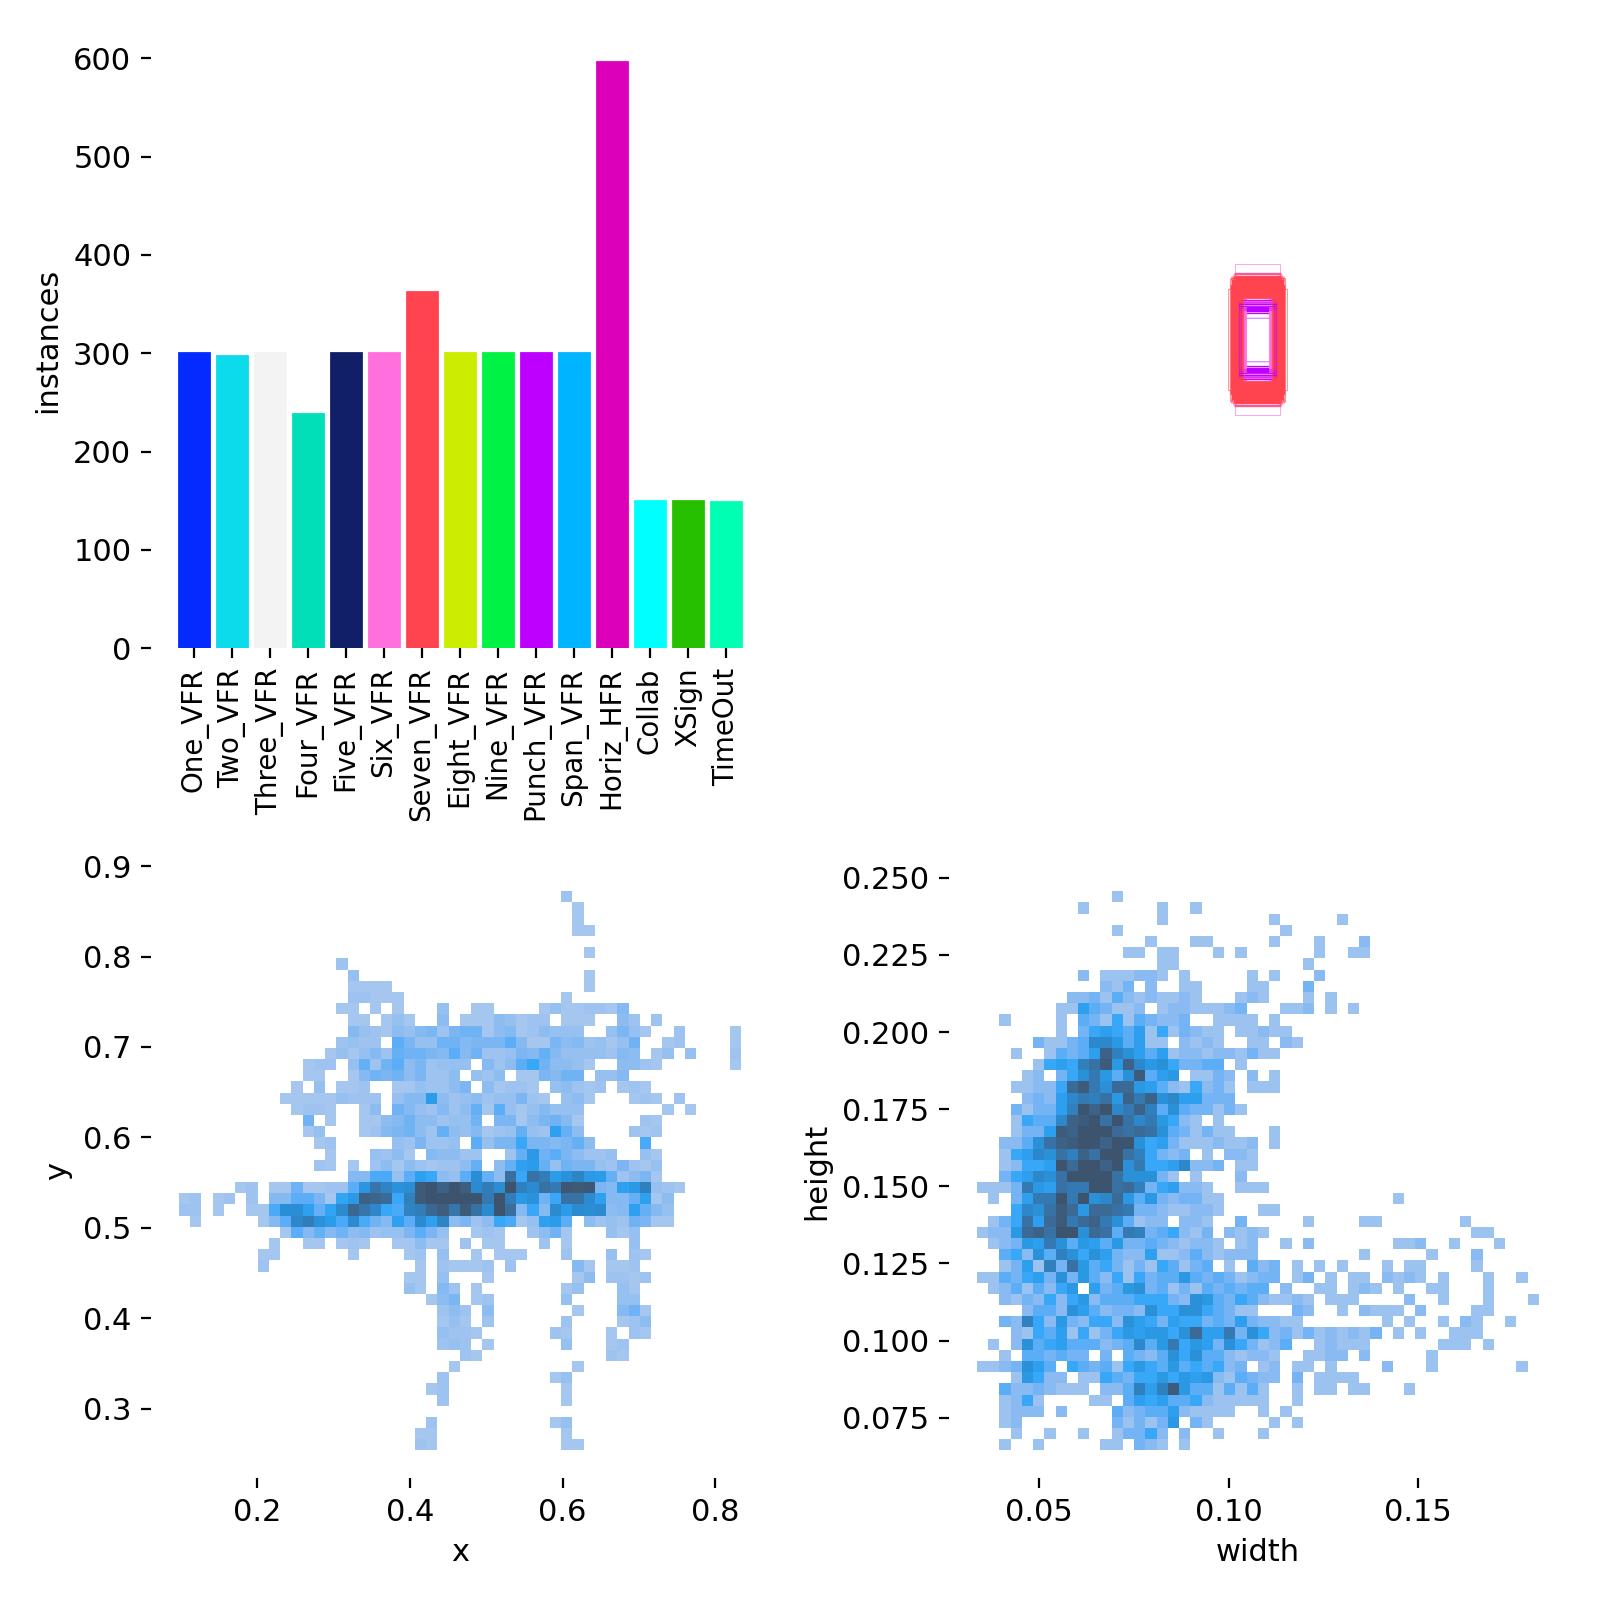 600
500
400
300
200
100
0
instances
One_VFR
Two_VFR
Three_VFR
Four_VFR
Five_VFR
Six_VFR
Seven_VFR
Eight_VFR
Nine_VFR
Punch_VFR
Span_VFR
Horiz_HFR
Collab
XSign
TimeOut
0.9
0.8
0.7
0.6
0.5
0.4
0.3
y
0.2 0.4 0.6 0.8
x
0.250
0.225
0.200
0.175
0.150
0.125
0.100
0.075
height
0.05 0.10 0.15
width